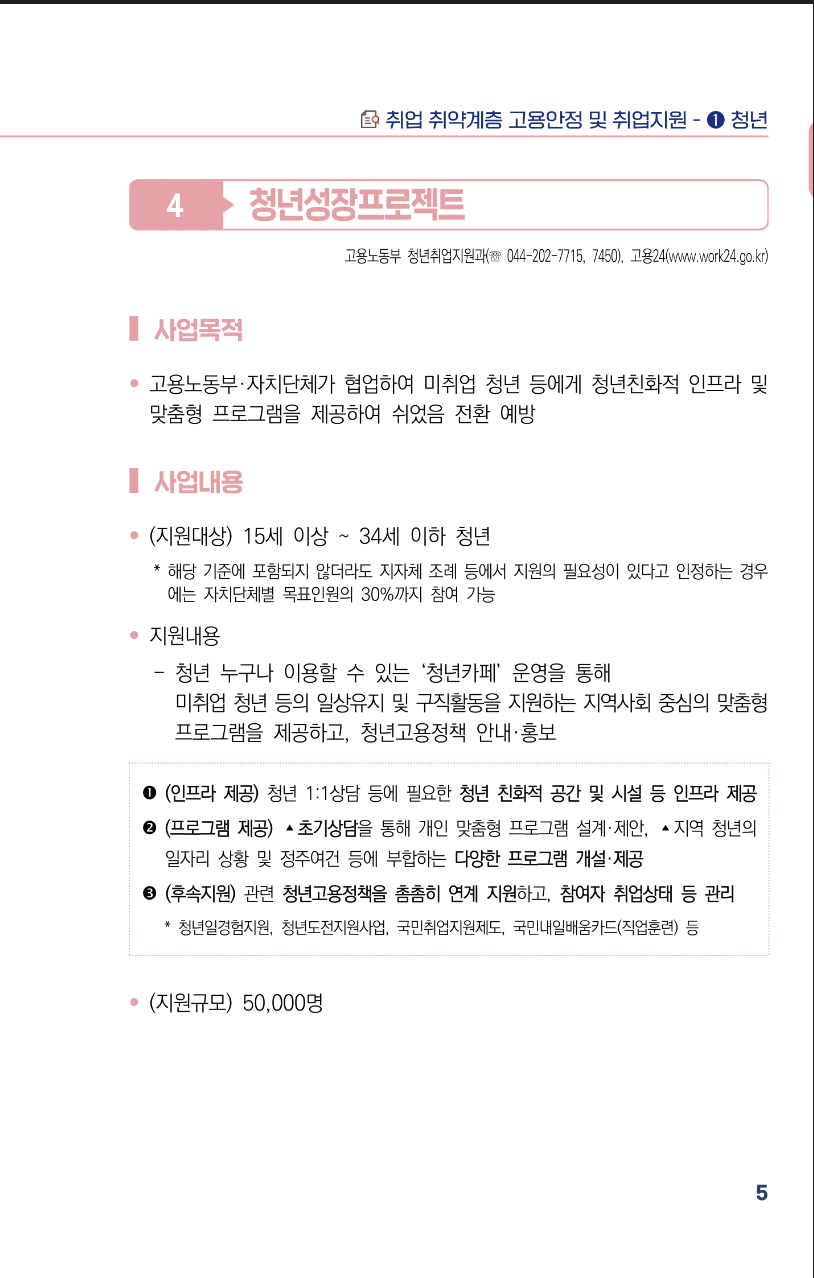 취업 취약계층 고용안정 및 취업지원 - ❶ 청년
4 청년성장프로젝트
고용노동부 청년취업지원과(☏ 044-202-7715, 7450), 고용24(www.work24.go.kr)
사업목적
• 고용노동부·자치단체가 협업하여 미취업 청년 등에게 청년친화적 인프라 및
맞춤형 프로그램을 제공하여 쉬었음 전환 예방
사업내용
• (지원대상) 15세 이상 ~ 34세 이하 청년
* 해당 기준에 포함되지 않더라도 지자체 조례 등에서 지원의 필요성이 있다고 인정하는 경우
에는 자치단체별 목표인원의 30%까지 참여 가능
• 지원내용
- 청년 누구나 이용할 수 있는 ‘청년카페’ 운영을 통해
미취업 청년 등의 일상유지 및 구직활동을 지원하는 지역사회 중심의 맞춤형
프로그램을 제공하고, 청년고용정책 안내·홍보
❶ (인프라 제공) 청년 1:1상담 등에 필요한 청년 친화적 공간 및 시설 등 인프라 제공
❷ (프로그램 제공) ▲초기상담을 통해 개인 맞춤형 프로그램 설계·제안, ▲지역 청년의
일자리 상황 및 정주여건 등에 부합하는 다양한 프로그램 개설·제공
❸ (후속지원) 관련 청년고용정책을 촘촘히 연계 지원하고, 참여자 취업상태 등 관리
* 청년일경험지원, 청년도전지원사업, 국민취업지원제도, 국민내일배움카드(직업훈련) 등
• (지원규모) 50,000명
5